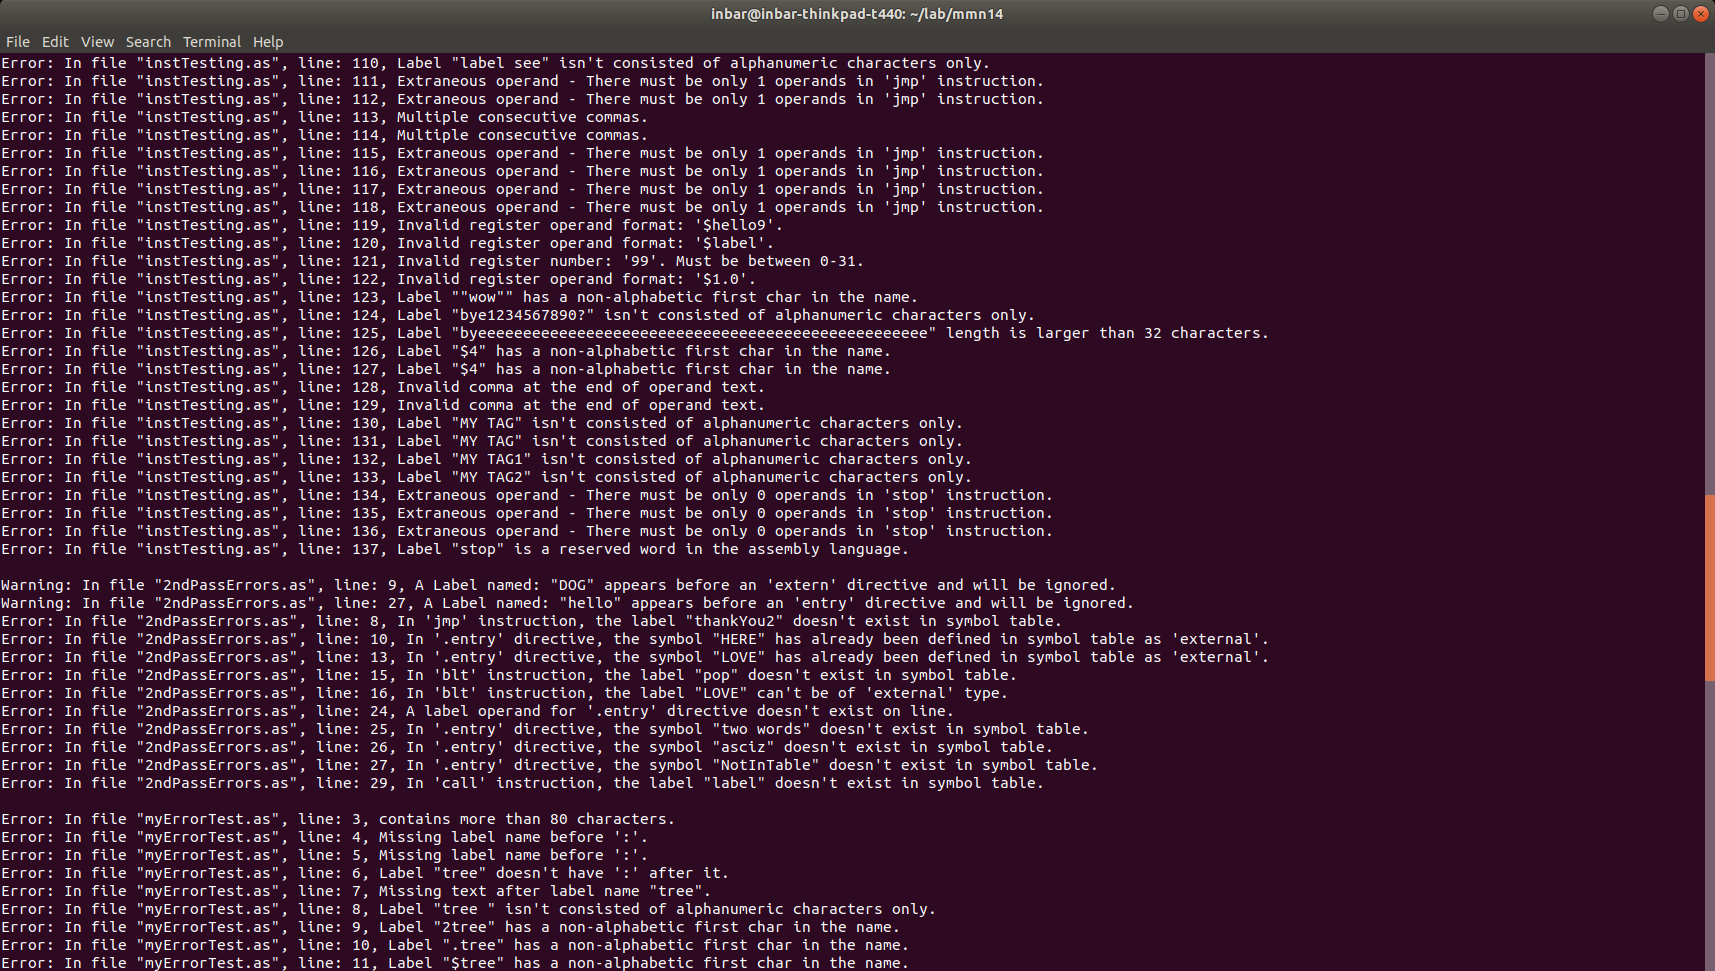 inbar@inbar-thinkpad-t440: ~/lab/mmn14
File Edit View Search Terminal Help
Error: In file "instTesting.as", line: 110, Label "label see" isn't consisted of alphanumeric characters only.
Error: In file "instTesting.as", line: 111, Extraneous operand - There must be only 1 operands in 'jmp' instruction.
Error: In file "instTesting.as", line: 112, Extraneous operand - There must be only 1 operands in 'jmp' instruction.
Error: In file "instTesting.as", line: 113, Multiple consecutive commas.
Error: In file "instTesting.as", line: 114, Multiple consecutive commas.
Error: In file "instTesting.as", line: 115, Extraneous operand - There must be only 1 operands in 'jmp' instruction.
Error: In file "instTesting.as", line: 116, Extraneous operand - There must be only 1 operands in 'jmp' instruction.
Error: In file "instTesting.as", line: 117, Extraneous operand - There must be only 1 operands in 'jmp' instruction.
Error: In file "instTesting.as", line: 118, Extraneous operand - There must be only 1 operands in 'jmp' instruction.
Error: In file "instTesting.as", line: 119, Invalid register operand format: '$hello9'.
Error: In file "instTesting.as", line: 120, Invalid register operand format: '$label'.
Error: In file "instTesting.as", line: 121, Invalid register number: '99'. Must be between 0-31.
Error: In file "instTesting.as", line: 122, Invalid register operand format: '$1.0'.
Error: In file "instTesting.as", line: 123, Label ""wow"" has a non-alphabetic first char in the name.
Error: In file "instTesting.as", line: 124, Label "bye1234567890?" isn't consisted of alphanumeric characters only.
Error: In file "instTesting.as", line: 125, Label "byeeeeeeeeeeeeeeeeeeeeeeeeeeeeeeeeeeeeeeeeeeeeeeeeee" length is larger than 32 characters.
Error: In file "instTesting.as", line: 126, Label "$4" has a non-alphabetic first char in the name.
Error: In file "instTesting.as", line: 127, Label "$4" has a non-alphabetic first char in the name.
Error: In file "instTesting.as", line: 128, Invalid comma at the end of operand text.
Error: In file "instTesting.as", line: 129, Invalid comma at the end of operand text.
Error: In file "instTesting.as", line: 130, Label "MY TAG" isn't consisted of alphanumeric characters only.
Error: In file "instTesting.as", line: 131, Label "MY TAG" isn't consisted of alphanumeric characters only.
Error: In file "instTesting.as", line: 132, Label "MY TAG1" isn't consisted of alphanumeric characters only.
Error: In file "instTesting.as", line: 133, Label "MY TAG2" isn't consisted of alphanumeric characters only.
Error: In file "instTesting.as", line: 134, Extraneous operand - There must be only 0 operands in 'stop' instruction.
Error: In file "instTesting.as", line: 135, Extraneous operand - There must be only 0 operands in 'stop' instruction.
Error: In file "instTesting.as", line: 136, Extraneous operand - There must be only 0 operands in 'stop' instruction.
Error: In file "instTesting.as", line: 137, Label "stop" is a reserved word in the assembly language.
Warning: In file "2ndPassErrors.as", line: 9, A Label named: "DOG" appears before an 'extern' directive and will be ignored.
Warning: In file "2ndPassErrors.as", line: 27, A Label named: "hello" appears before an 'entry' directive and will be ignored.
Error: In file "2ndPassErrors.as", line: 8, In 'jmp' instruction, the label "thankYou2" doesn't exist in symbol table.
Error: In file "2ndPassErrors.as", line: 10, In '.entry' directive, the symbol "HERE" has already been defined in symbol table as 'external'.
Error: In file "2ndPassErrors.as", line: 13, In '.entry' directive, the symbol "LOVE" has already been defined in symbol table as 'external'.
Error: In file "2ndPassErrors.as", line: 15, In 'blt' instruction, the label "pop" doesn't exist in symbol table.
Error: In file "2ndPassErrors.as", line: 16, In 'blt' instruction, the label "LOVE" can't be of 'external' type.
Error: In file "2ndPassErrors.as", line: 24, A label operand for '.entry' directive doesn't exist on line.
Error: In file "2ndPassErrors.as", line: 25, In '.entry' directive, the symbol "two words" doesn't exist in symbol table.
Error: In file "2ndPassErrors.as", line: 26, In '.entry' directive, the symbol "asciz" doesn't exist in symbol table.
Error: In file "2ndPassErrors.as", line: 27, In '.entry' directive, the symbol "NotInTable" doesn't exist in symbol table.
Error: In file "2ndPassErrors.as", line: 29, In 'call' instruction, the label "label" doesn't exist in symbol table.
Error: In file "myErrorTest.as", line: 3, contains more than 80 characters.
Error: In file "myErrorTest.as", line: 4, Missing label name before ':'.
Error: In file "myErrorTest.as", line: 5, Missing label name before ':'.
Error: In file "myErrorTest.as", line: 6, Label "tree" doesn't have ':' after it.
Error: In file "myErrorTest.as", line: 7, Missing text after label name "tree".
Error: In file "myErrorTest.as", line: 8, Label "tree " isn't consisted of alphanumeric characters only.
Error: In file "myErrorTest.as", line: 9, Label "2tree" has a non-alphabetic first char in the name.
Error: In file "myErrorTest.as", line: 10, Label ".tree" has a non-alphabetic first char in the name.
Error: In file "myErrorTest.as", line: 11, Label "$tree" has a non-alphabetic first char in the name.